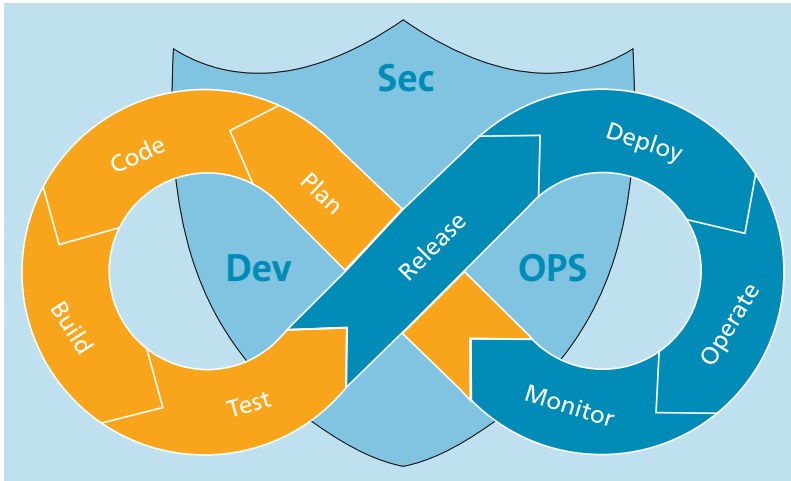 Sec
Code
Plan
Dev
Build
Test
Release
OPS
Deploy
Operate
Monitor